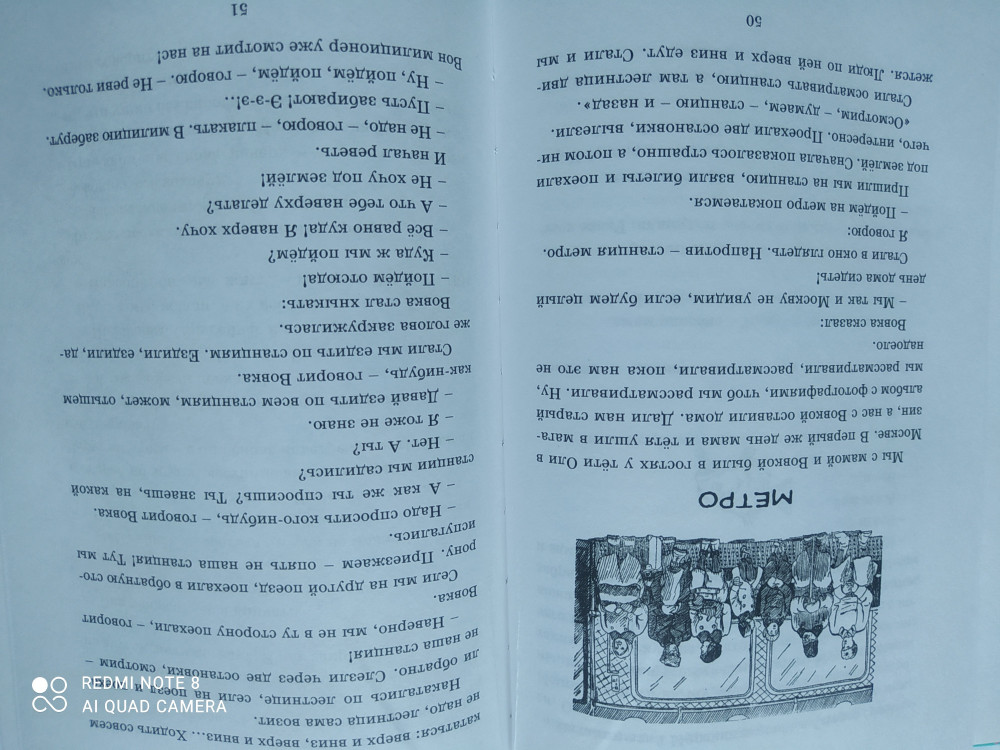 МЕТРО
Мы с мамой и Вовкой были в гостях у тёти Оли в
Москве. В первый же день мама и тётя ушли в мага-
зин, а нас с Вовкой оставили дома. Дали нам старый
альбом с фотографиями, чтоб мы рассматривали. Ну,
мы рассматривали, рассматривали, пока нам это не
надоело.
Вовка сказал:
– Мы так и Москву не увидим, если будем целый
день дома сидеть!
Стали в окно глядеть. Напротив – станция метро.
Я говорю:
– Пойдём на метро покатаемся.
Пришли мы на станцию, взяли билеты и поехали
под землёй. Сначала показалось страшно, а потом ни-
чего, интересно. Проехали две остановки, вылезли.
«Осмотрим, – думаем, – станцию – и назад».
Стали осматривать станцию, а там лестница дви-
жется. Люди по ней вверх и вниз едут. Стали и мы
50
кататься: вверх и вниз, вверх и вниз... Ходить совсем
не надо, лестница сама возит.
Накатались по лестнице, сели на поезд и
ли обратно. Слезли через две остановки, смотрим –
не наша станция!
– Наверно, мы не в ту сторону поехали, – говорит
Вовка.
Сели мы на другой поезд, поехали в обратную сто-
рону. Приезжаем – опять не наша станция! Тут мы
испугались.
– Надо спросить кого-нибудь, – говорит Вовка.
– А как же ты спросишь? Ты знаешь, на какой
станции мы садились?
– Нет. А ты?
– Я тоже не знаю.
– Давай ездить по всем станциям, может, отыщем
как-нибудь, – говорит Вовка.
Стали мы ездить по станциям. Ездили, ездили, да-
же голова закружилась.
Вовка стал хныкать:
– Пойдём отсюда!
– Куда ж мы пойдём?
– Всё равно куда! Я наверх хочу.
– А что тебе наверху делать?
– Не хочу под землёй!
И начал реветь.
– Не надо, – говорю, – плакать. В милицию заберут.
– Пусть забирают! Э-э-э!..
– Ну, пойдём, пойдём, – говорю. – Не реви только.
Вон милиционер уже смотрит на нас!
51
REDMI NOTE 8
AI QUAD CAMERA